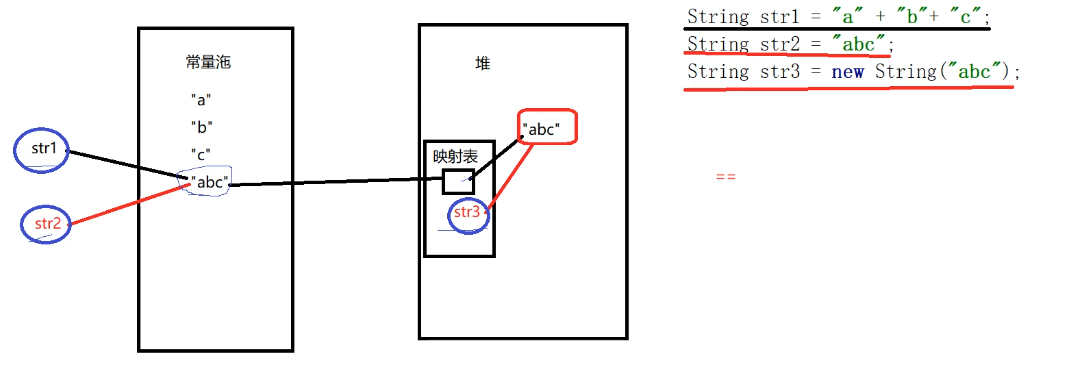 String str1 = "a" + "b"+ "c";
String str2 = "abc";
String str3 = new String("abc");
==
常量池
"a"
"b"
"c"
"abc"
str1
str2
堆
"abc"
映射表
str3